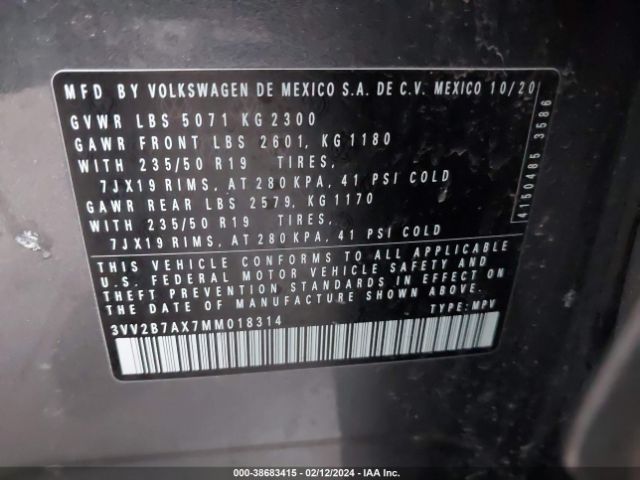 MFD BY VOLKSWAGEN DE MEXICO S.A. DE C.V. MEXICO 10/20
GVWR LBS 5071 KG 2300
GAWR FRONT LBS 2601, KG 1180
WITH 235/50 R19 TIRES,
7JX19 RIMS, AT 280 KPA, 41 PSI COLD
GAWR REAR LBS 2579, KG 1170
WITH 235/50 R19 TIRES,
7JX19 RIMS, AT 280 KPA, 41 PSI COLD
4150485 3586
THIS VEHICLE CONFORMS TO ALL APPLICABLE
U.S. FEDERAL MOTOR VEHICLE SAFETY AND
THEFT PREVENTION STANDARDS IN EFFECT ON
THE DATE OF MANUFACTURE SHOWN ABOVE.
3VV2B7AX7MM018314 TYPE: MPV
000-38683415 - 02/12/2024 - IAA Inc.